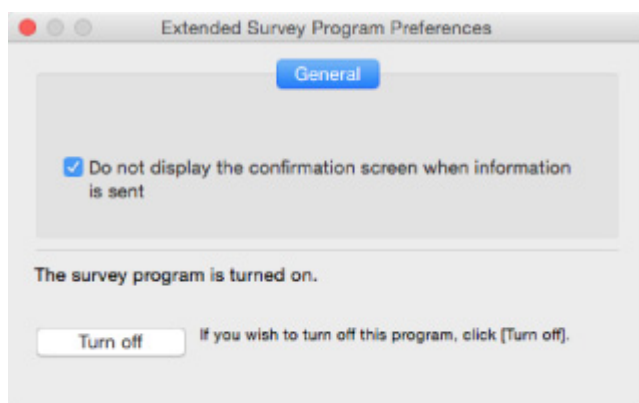 Extended Survey Program Preferences
General
Do not display the confirmation screen when information
is sent
The survey program is turned on.
Turn off
If you wish to turn off this program, click [Turn off].